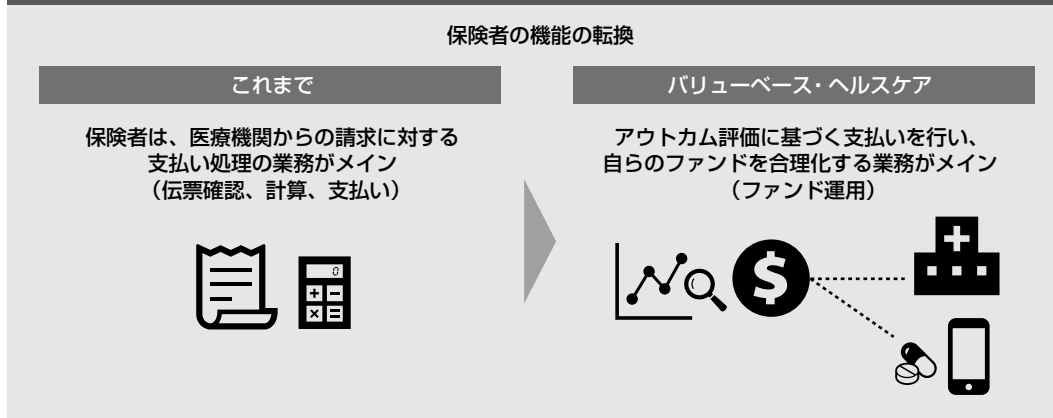 保険者の機能の転換
これまで
保険者は、医療機関からの請求に対する
支払い処理の業務がメイン
（伝票確認、計算、支払い）
バリューベース・ヘルスケア
アウトカム評価に基づく支払いを行い、
自らのファンドを合理化する業務がメイン
（ファンド運用）
0
$